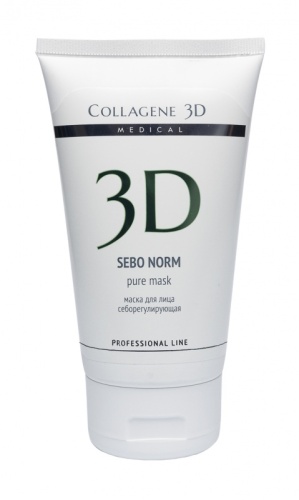 COLLAGENE 3D
MEDICAL
3D
SEBO NORM
pure mask
маска для лица
себорегулирующая
PROFESSIONAL LINE